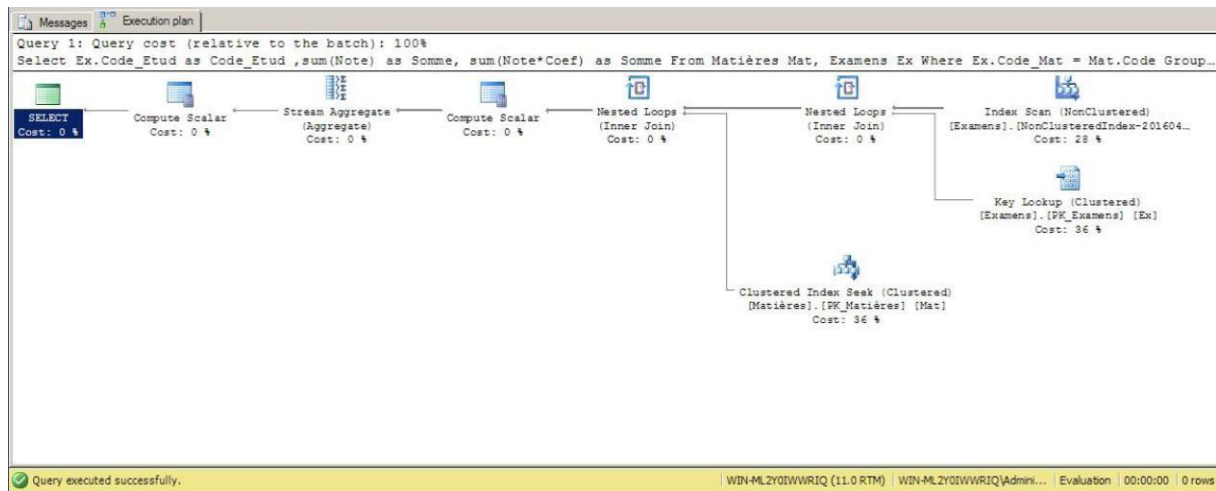 Messages Execution plan
Query 1: Query cost (relative to the batch): 100%
Select Ex.Code_Etud as Code_Etud ,sum(Note) as Somme, sum(Note*Coef) as Somme From Matières Mat, Examens Ex Where Ex.Code_Mat = Mat.Code Group...
SELECT
Cost: 0 %
Compute Scalar
Cost: 0 %
Stream Aggregate
(Aggregate)
Cost: 0 %
Compute Scalar
Cost: 0 %
Nested Loops
(Inner Join)
Cost: 0 %
Nested Loops
(Inner Join)
Cost: 0 %
Index Scan (NonClustered)
[Examens].[NonClusteredIndex-201604...
Cost: 28 %
Key Lookup (Clustered)
[Examens].[PK_Examens] [Ex]
Cost: 36 %
Clustered Index Seek (Clustered)
[Matières].[PK_Matières] [Mat]
Cost: 36 %
Query executed successfully. WIN-ML2Y0IWWRIQ (11.0 RTM) WIN-ML2Y0IWWRIQ\Admini... Evaluation 00:00:00 0 rows